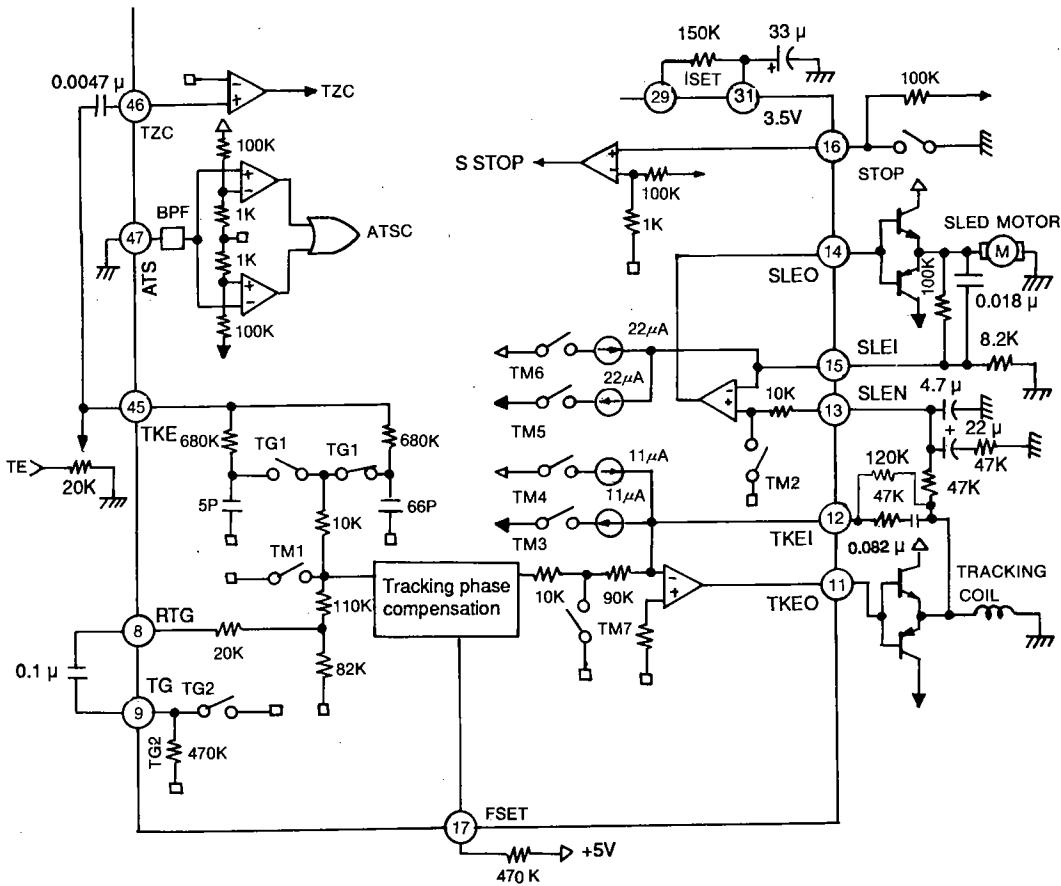 150K
33 µ
+
ISET
29
31
3.5V
100K
0.0047 µ
46
TZC
−
+
TZC
16
STOP
S STOP
+
−
100K
1K
100K
+
−
1K
BPF
47
ATS
ATSC
1K
+
−
100K
14
SLEO
SLED MOTOR
M
100K
0.018 µ
22µA
TM6
22µA
TM5
15
SLEI
8.2K
−
+
10K
13
SLEN
4.7 µ
+
22 µ
47K
TM2
45
TKE
680K
TG1
TG1
680K
TE
20K
5P
66P
10K
11µA
TM4
11µA
TM3
120K
47K
47K
12
TKEI
0.082 µ
TM1
Tracking phase
compensation
110K
10K
90K
−
+
11
TKEO
TRACKING
COIL
TM7
8
RTG
20K
82K
0.1 µ
9
TG
TG2
TG2
470K
17
FSET
470 K
+5V